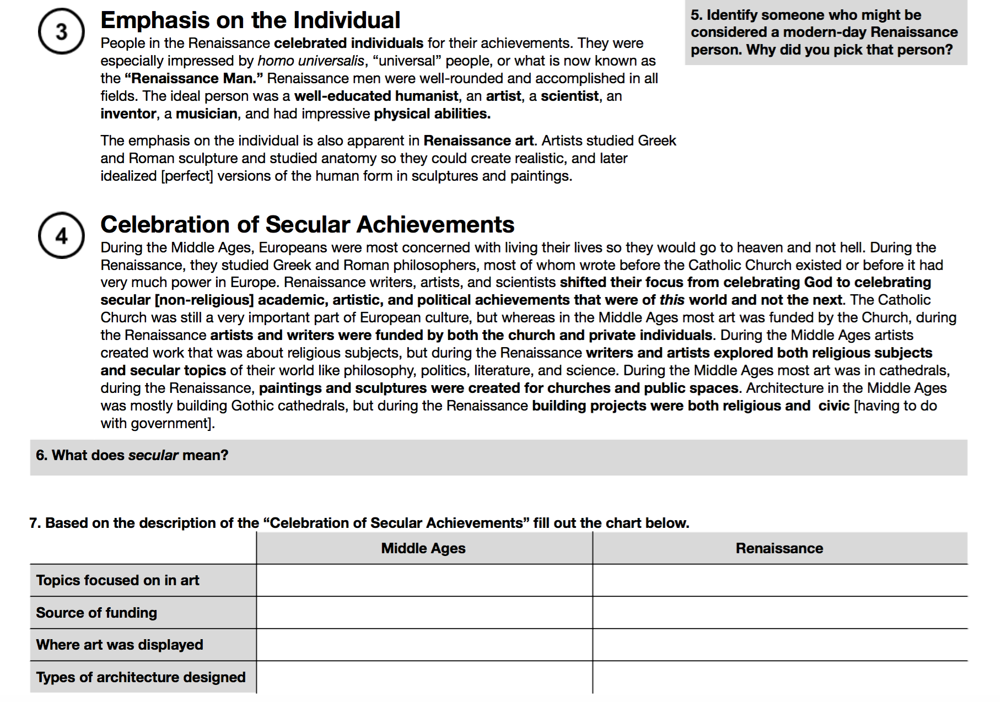 3
Emphasis on the Individual
People in the Renaissance celebrated individuals for their achievements. They were
especially impressed by homo universalis, “universal” people, or what is now known as
the “Renaissance Man.” Renaissance men were well-rounded and accomplished in all
fields. The ideal person was a well-educated humanist, an artist, a scientist, an
inventor, a musician, and had impressive physical abilities.
The emphasis on the individual is also apparent in Renaissance art. Artists studied Greek
and Roman sculpture and studied anatomy so they could create realistic, and later
idealized [perfect] versions of the human form in sculptures and paintings.
5. Identify someone who might be
considered a modern-day Renaissance
person. Why did you pick that person?
4
Celebration of Secular Achievements
During the Middle Ages, Europeans were most concerned with living their lives so they would go to heaven and not hell. During the
Renaissance, they studied Greek and Roman philosophers, most of whom wrote before the Catholic Church existed or before it had
very much power in Europe. Renaissance writers, artists, and scientists shifted their focus from celebrating God to celebrating
secular [non-religious] academic, artistic, and political achievements that were of this world and not the next. The Catholic
Church was still a very important part of European culture, but whereas in the Middle Ages most art was funded by the Church, during
the Renaissance artists and writers were funded by both the church and private individuals. During the Middle Ages artists
created work that was about religious subjects, but during the Renaissance writers and artists explored both religious subjects
and secular topics of their world like philosophy, politics, literature, and science. During the Middle Ages most art was in cathedrals,
during the Renaissance, paintings and sculptures were created for churches and public spaces. Architecture in the Middle Ages
was mostly building Gothic cathedrals, but during the Renaissance building projects were both religious and civic [having to do
with government].
6. What does secular mean?
7. Based on the description of the “Celebration of Secular Achievements” fill out the chart below.
Middle Ages Renaissance
Topics focused on in art
Source of funding
Where art was displayed
Types of architecture designed